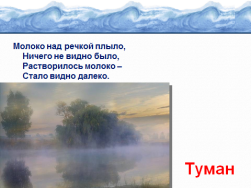 Молоко над речкой плыло,
Ничего не видно было,
Растворилось молоко –
Стало видно далеко.
Туман